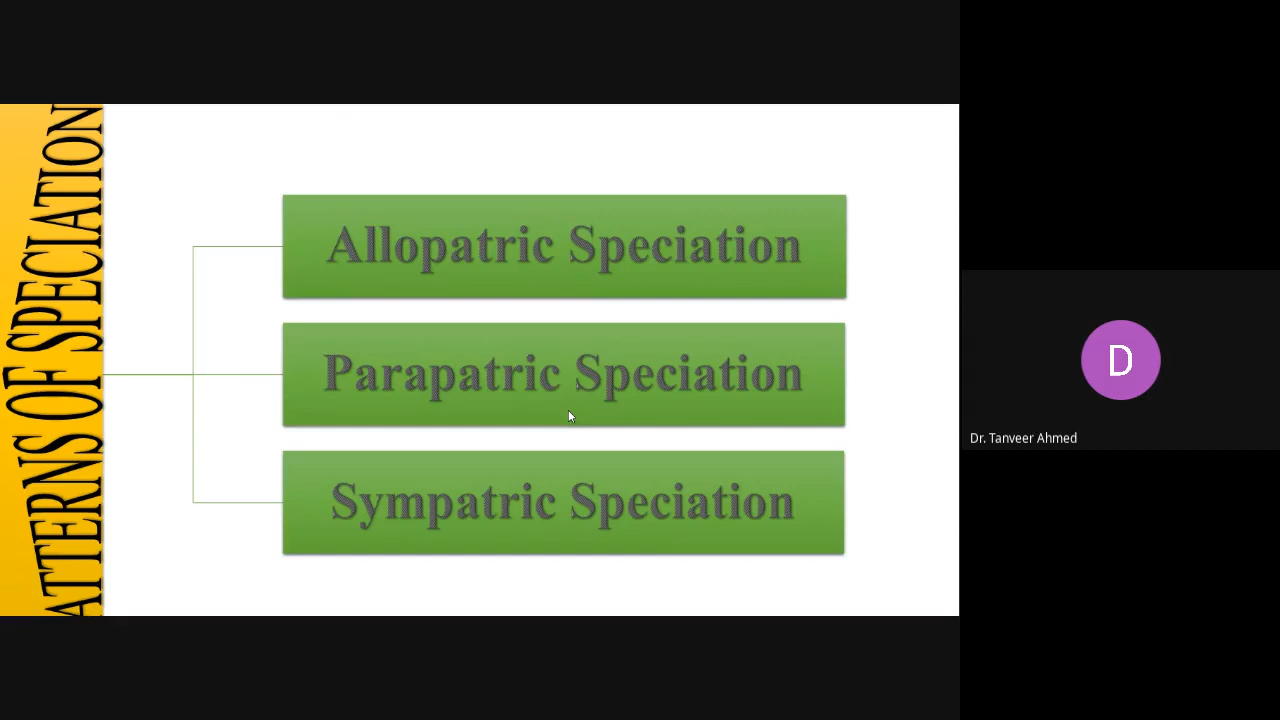 ATTERNS OF SPECIATION
Allopatric Speciation
Parapatric Speciation
Sympatric Speciation
D
Dr. Tanveer Ahmed